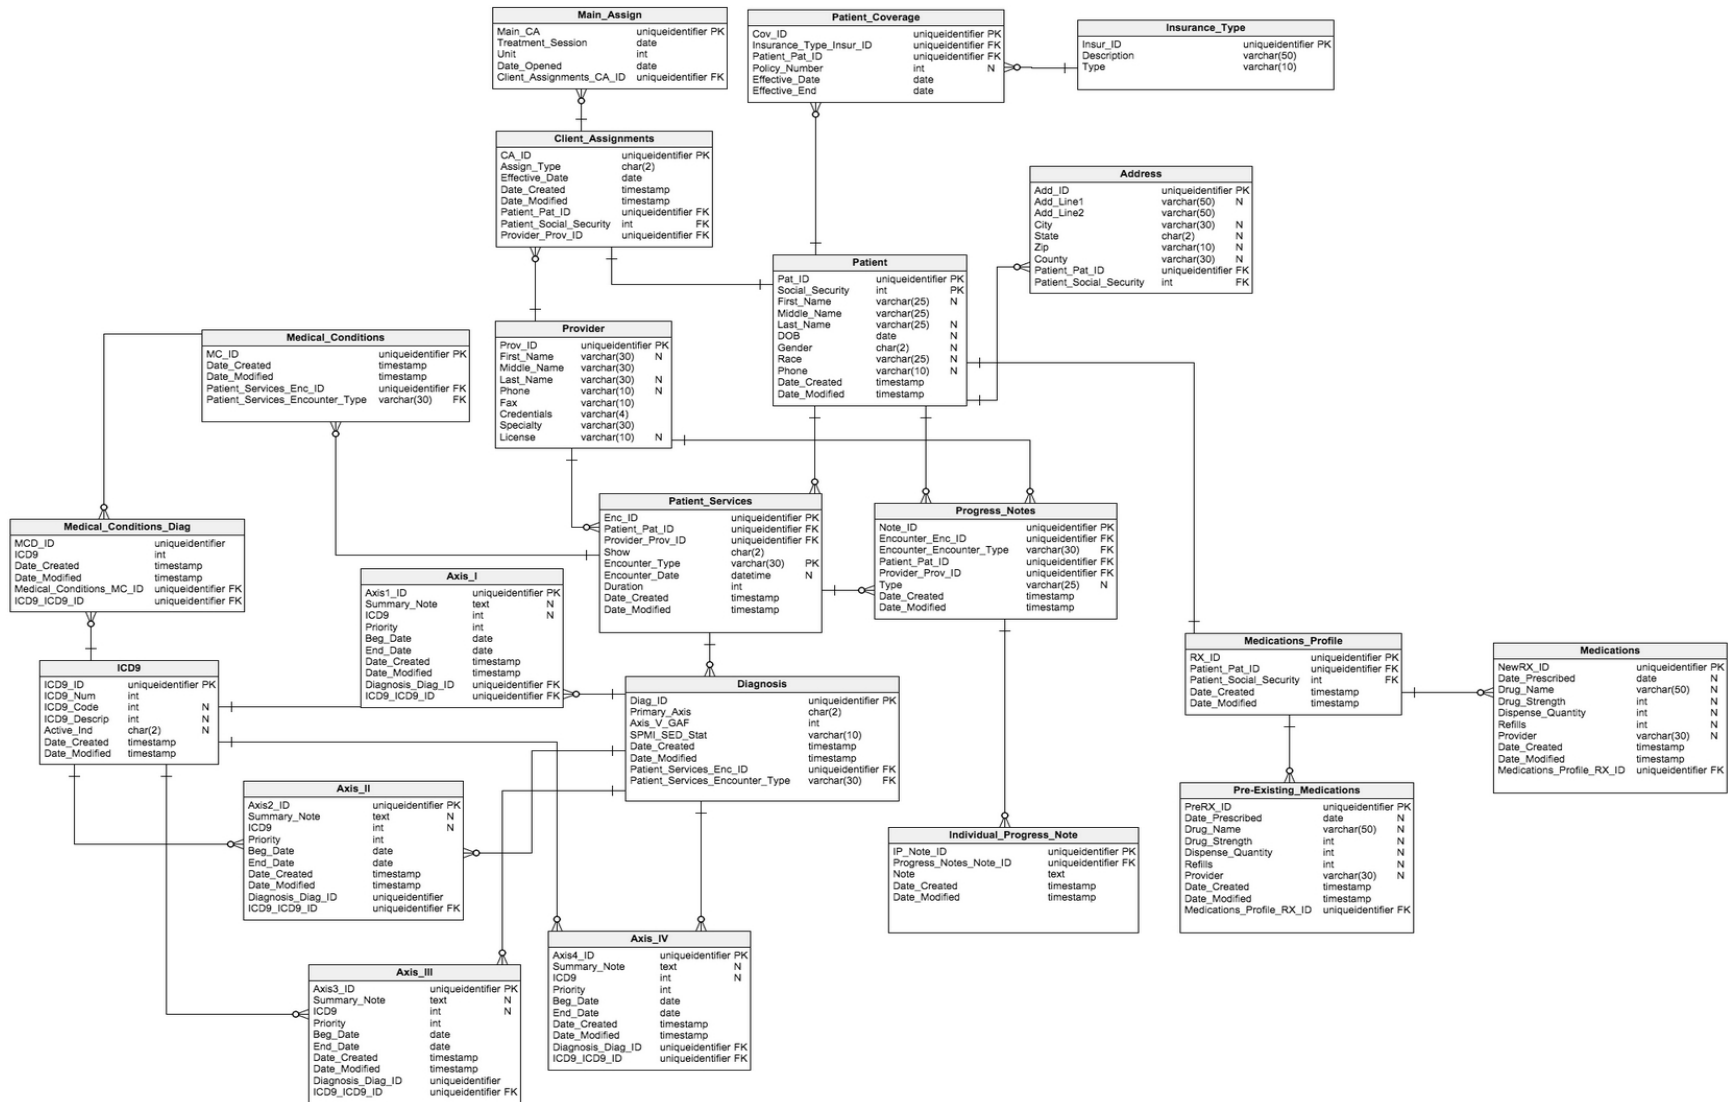 Main_Assign
Main_CA uniqueidentifier PK
Treatment_Session date
Unit int
Date_Opened date
Client_Assignments_CA_ID uniqueidentifier FK
Patient_Coverage
Cov_ID uniqueidentifier PK
Insurance_Type_Insur_ID uniqueidentifier FK
Patient_Pat_ID uniqueidentifier FK
Policy_Number int N
Effective_Date date
Effective_End date
Insurance_Type
Insur_ID uniqueidentifier PK
Description varchar(50)
Type varchar(10)
Client_Assignments
CA_ID uniqueidentifier PK
Assign_Type char(2)
Effective_Date date
Date_Created timestamp
Date_Modified timestamp
Patient_Pat_ID uniqueidentifier FK
Patient_Social_Security int FK
Provider_Prov_ID uniqueidentifier FK
Address
Add_ID uniqueidentifier PK
Add_Line1 varchar(50) N
Add_Line2 varchar(50)
City varchar(30) N
State char(2) N
Zip varchar(10) N
County varchar(30) N
Patient_Pat_ID uniqueidentifier FK
Patient_Social_Security int FK
Patient
Pat_ID uniqueidentifier PK
Social_Security int PK
First_Name varchar(25) N
Middle_Name varchar(25)
Last_Name varchar(25) N
DOB date N
Gender char(2) N
Race varchar(25) N
Phone varchar(10) N
Date_Created timestamp
Date_Modified timestamp
Provider
Prov_ID uniqueidentifier PK
First_Name varchar(30) N
Middle_Name varchar(30)
Last_Name varchar(30) N
Phone varchar(10) N
Fax varchar(10)
Credentials varchar(4)
Specialty varchar(30)
License varchar(10) N
Medical_Conditions
MC_ID uniqueidentifier PK
Date_Created timestamp
Date_Modified timestamp
Patient_Services_Enc_ID uniqueidentifier FK
Patient_Services_Encounter_Type varchar(30) FK
Patient_Services
Enc_ID uniqueidentifier PK
Patient_Pat_ID uniqueidentifier FK
Provider_Prov_ID uniqueidentifier FK
Show char(2)
Encounter_Type varchar(30) PK
Encounter_Date datetime N
Duration int
Date_Created timestamp
Date_Modified timestamp
Progress_Notes
Note_ID uniqueidentifier PK
Encounter_Enc_ID uniqueidentifier FK
Encounter_Encounter_Type varchar(30) FK
Patient_Pat_ID uniqueidentifier FK
Provider_Prov_ID uniqueidentifier FK
Type varchar(25) N
Date_Created timestamp
Date_Modified timestamp
Medical_Conditions_Diag
MCD_ID uniqueidentifier
ICD9 int
Date_Created timestamp
Date_Modified timestamp
Medical_Conditions_MC_ID uniqueidentifier FK
ICD9_ICD9_ID uniqueidentifier FK
Axis_I
Axis1_ID uniqueidentifier PK
Summary_Note text N
ICD9 int N
Priority int
Beg_Date date
End_Date date
Date_Created timestamp
Date_Modified timestamp
Diagnosis_Diag_ID uniqueidentifier FK
ICD9_ICD9_ID uniqueidentifier FK
ICD9
ICD9_ID uniqueidentifier PK
ICD9_Num int
ICD9_Code int N
ICD9_Descrip int N
Active_Ind char(2) N
Date_Created timestamp
Date_Modified timestamp
Diagnosis
Diag_ID uniqueidentifier PK
Primary_Axis char(2)
Axis_V_GAF int
SPMI_SED_Stat varchar(10)
Date_Created timestamp
Date_Modified timestamp
Patient_Services_Enc_ID uniqueidentifier FK
Patient_Services_Encounter_Type varchar(30) FK
Medications_Profile
RX_ID uniqueidentifier PK
Patient_Pat_ID uniqueidentifier FK
Patient_Social_Security int FK
Date_Created timestamp
Date_Modified timestamp
Medications
NewRX_ID uniqueidentifier PK
Date_Prescribed date N
Drug_Name varchar(50) N
Drug_Strength int N
Dispense_Quantity int N
Refills int N
Provider varchar(30) N
Date_Created timestamp
Date_Modified timestamp
Medications_Profile_RX_ID uniqueidentifier FK
Axis_II
Axis2_ID uniqueidentifier PK
Summary_Note text N
ICD9 int N
Priority int
Beg_Date date
End_Date date
Date_Created timestamp
Date_Modified timestamp
Diagnosis_Diag_ID uniqueidentifier
ICD9_ICD9_ID uniqueidentifier FK
Pre-Existing_Medications
PreRX_ID uniqueidentifier PK
Date_Prescribed date N
Drug_Name varchar(50) N
Drug_Strength int N
Dispense_Quantity int N
Refills int N
Provider varchar(30) N
Date_Created timestamp
Date_Modified timestamp
Medications_Profile_RX_ID uniqueidentifier FK
Individual_Progress_Note
IP_Note_ID uniqueidentifier PK
Progress_Notes_Note_ID uniqueidentifier FK
Note text
Date_Created timestamp
Date_Modified timestamp
Axis_IV
Axis4_ID uniqueidentifier PK
Summary_Note text N
ICD9 int N
Priority int
Beg_Date date
End_Date date
Date_Created timestamp
Date_Modified timestamp
Diagnosis_Diag_ID uniqueidentifier FK
ICD9_ICD9_ID uniqueidentifier FK
Axis_III
Axis3_ID uniqueidentifier PK
Summary_Note text N
ICD9 int N
Priority int
Beg_Date date
End_Date date
Date_Created timestamp
Date_Modified timestamp
Diagnosis_Diag_ID uniqueidentifier
ICD9_ICD9_ID uniqueidentifier FK